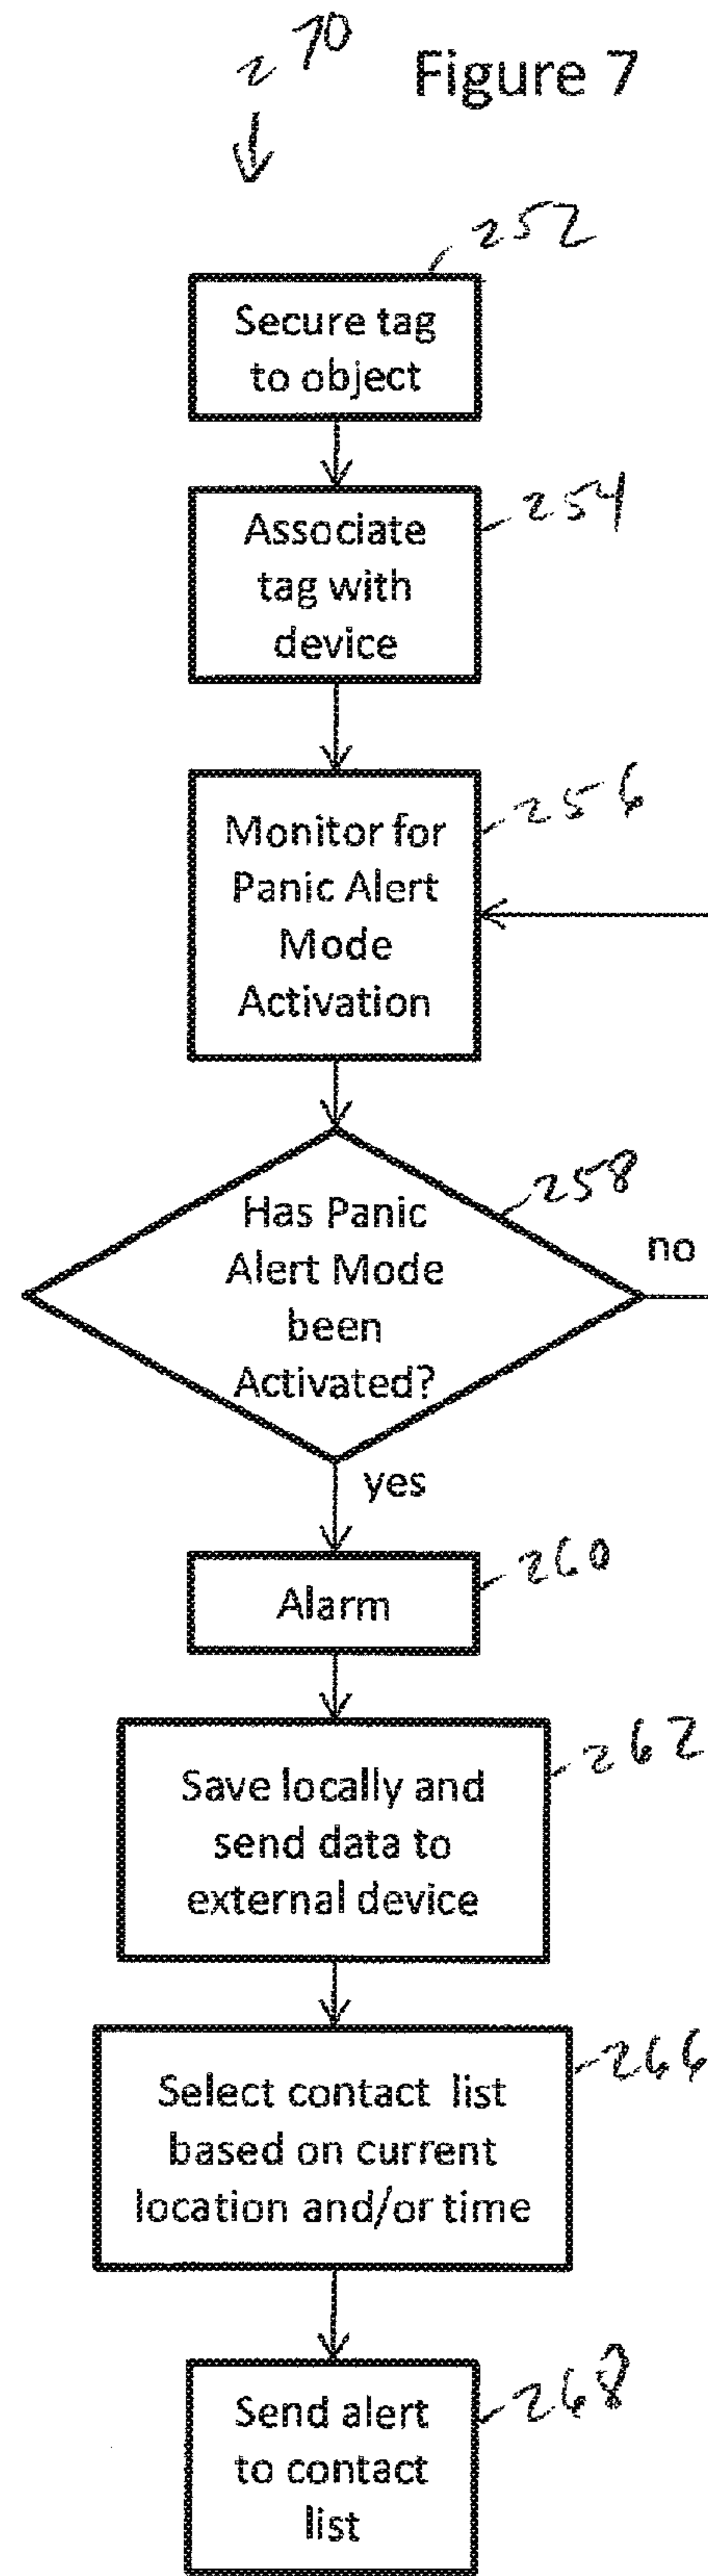 270
Figure 7
252
Secure tag
to object
254
Associate
tag with
device
256
Monitor for
Panic Alert
Mode
Activation
258
Has Panic
Alert Mode
been
Activated?
no
yes
260
Alarm
262
Save locally and
send data to
external device
266
Select contact list
based on current
location and/or time
268
Send alert
to contact
list